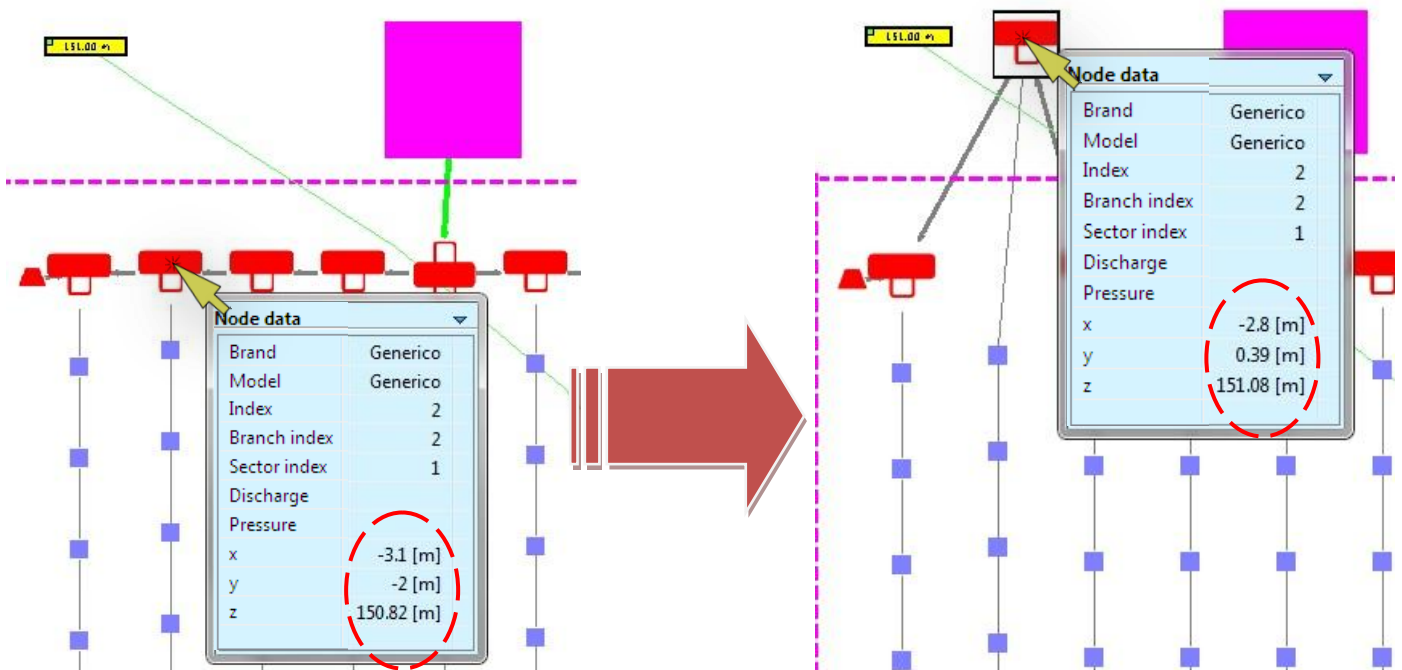 151.00 m
Node data
Brand Generico
Model Generico
Index 2
Branch index 2
Sector index 1
Discharge
Pressure
x -3.1 [m]
y -2 [m]
z 150.82 [m]
151.00 m
Node data
Brand Generico
Model Generico
Index 2
Branch index 2
Sector index 1
Discharge
Pressure
x -2.8 [m]
y 0.39 [m]
z 151.08 [m]